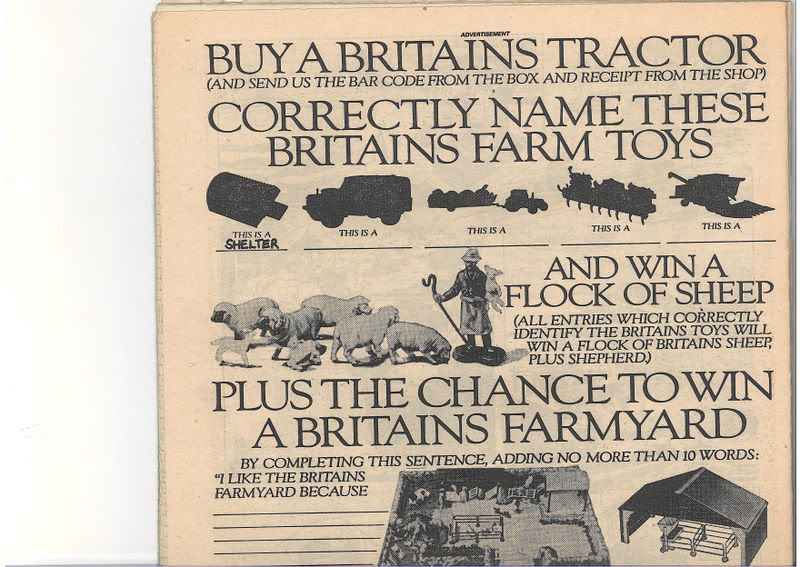 ADVERTISEMENT
BUY A BRITAINS TRACTOR
(AND SEND US THE BAR CODE FROM THE BOX AND RECEIPT FROM THE SHOP)
CORRECTLY NAME THESE
BRITAINS FARM TOYS
THIS IS A
SHELTER
THIS IS A
THIS IS A
THIS IS A
THIS IS A
AND WIN A
FLOCK OF SHEEP
(ALL ENTRIES WHICH CORRECTLY
IDENTIFY THE BRITAINS TOYS WILL
WIN A FLOCK OF BRITAINS SHEEP,
PLUS SHEPHERD.)
PLUS THE CHANCE TO WIN
A BRITAINS FARMYARD
BY COMPLETING THIS SENTENCE, ADDING NO MORE THAN 10 WORDS:
"I LIKE THE BRITAINS
FARMYARD BECAUSE